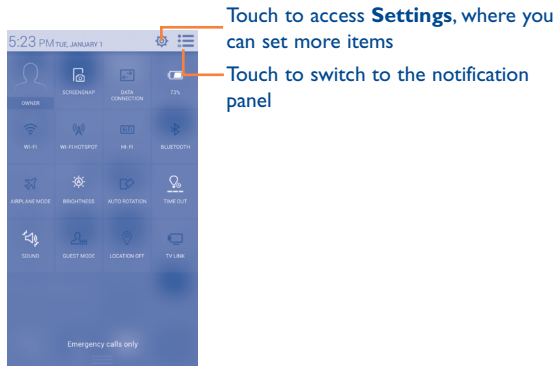 Touch to access Settings, where you
can set more items
Touch to switch to the notification
panel
5:23 PM TUE, JANUARY 1
OWNER
SCREENSNAP
DATA
CONNECTION
73%
WI-FI
WI-FI HOTSPOT
HI-FI
BLUETOOTH
AIRPLANE MODE
BRIGHTNESS
AUTO ROTATION
TIME OUT
SOUND
GUEST MODE
LOCATION OFF
TV LINK
Emergency calls only